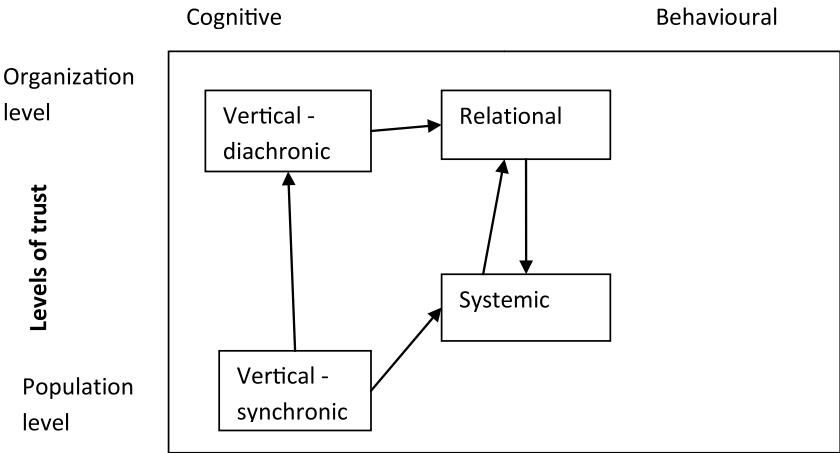 Cognitive
Behavioural
Organization
level
Vertical -
diachronic
Relational
Levels of trust
Systemic
Population
level
Vertical -
synchronic